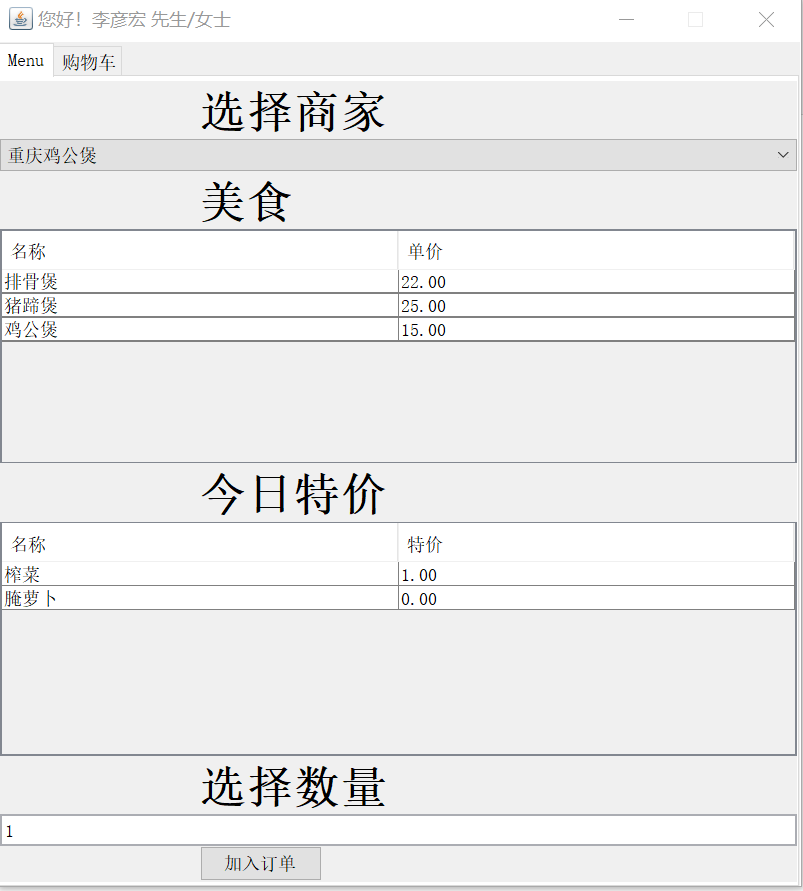 您好！李彦宏 先生/女士
Menu 购物车
选择商家
重庆鸡公煲
美食
名称 单价
排骨煲 22.00
猪蹄煲 25.00
鸡公煲 15.00
今日特价
名称 特价
榨菜 1.00
腌萝卜 0.00
选择数量
1
加入订单